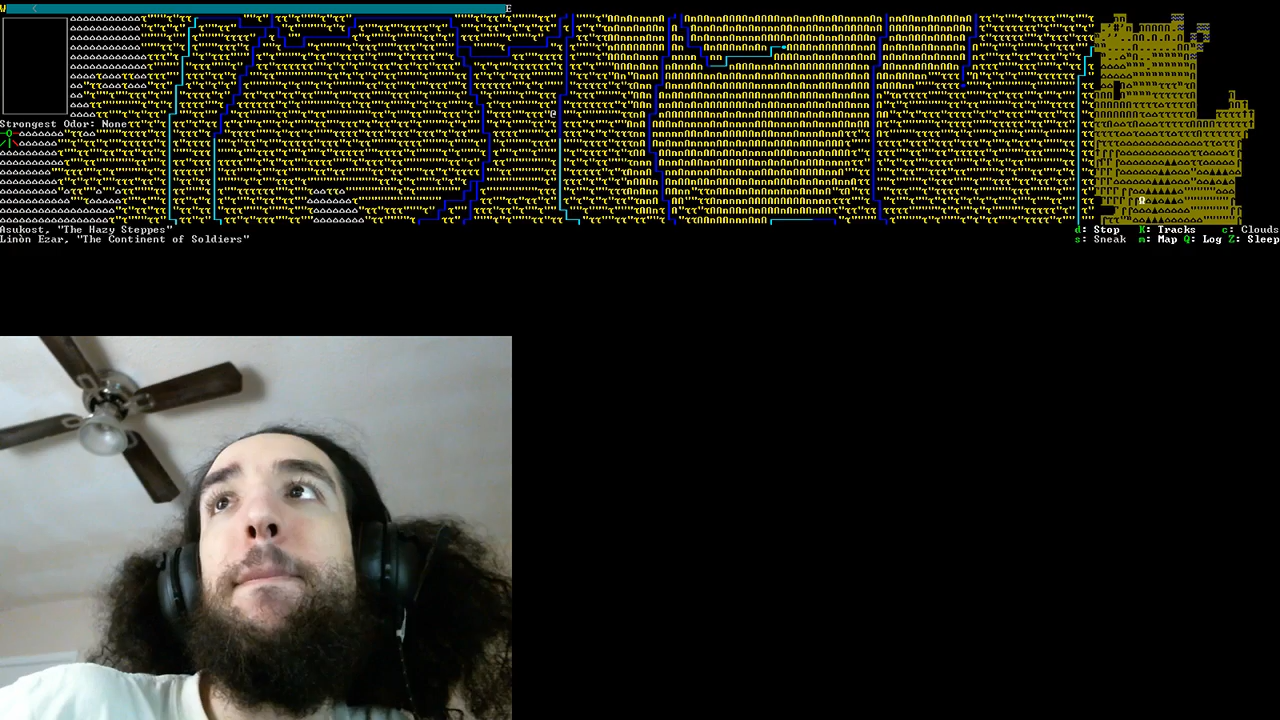 W E
Strongest Odor: None
Asukost, "The Hazy Steppes"
Linòn Ezar, "The Continent of Soldiers"
d: Stop K: Tracks c: Clouds
s: Sneak m: Map Q: Log Z: Sleep